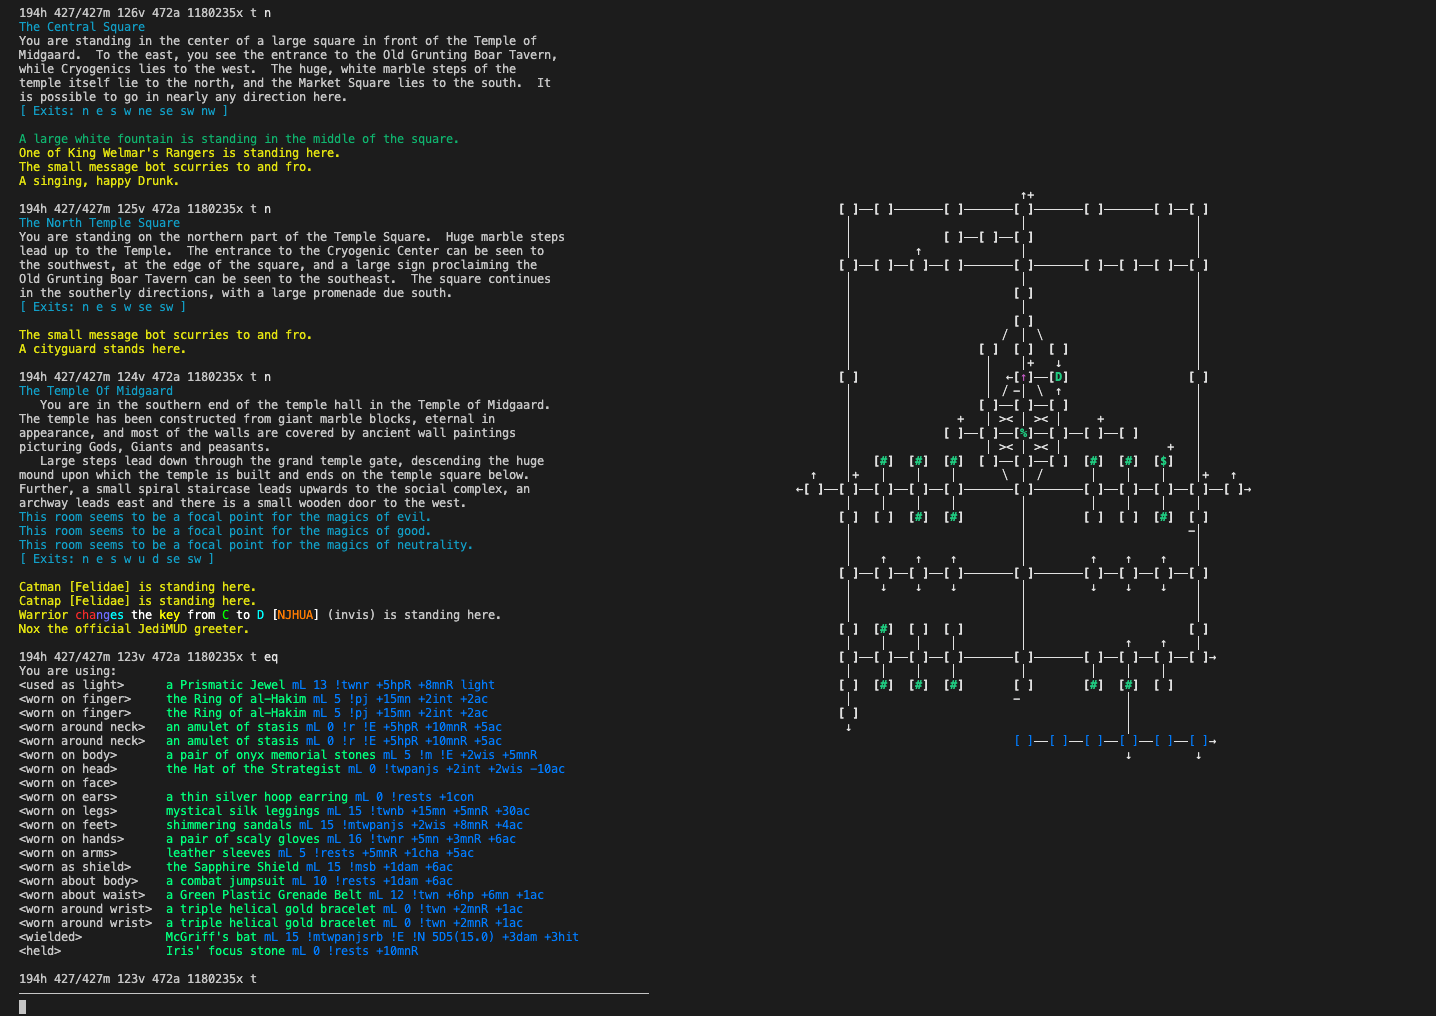 194h 427/427m 126v 472a 1180235x t n
The Central Square
You are standing in the center of a large square in front of the Temple of
Midgaard.  To the east, you see the entrance to the Old Grunting Boar Tavern,
while Cryogenics lies to the west.  The huge, white marble steps of the
temple itself lie to the north, and the Market Square lies to the south.  It
is possible to go in nearly any direction here.
[ Exits: n e s w ne se sw nw ]
A large white fountain is standing in the middle of the square.
One of King Welmar's Rangers is standing here.
The small message bot scurries to and fro.
A singing, happy Drunk.
194h 427/427m 125v 472a 1180235x t n
The North Temple Square
You are standing on the northern part of the Temple Square.  Huge marble steps
lead up to the Temple.  The entrance to the Cryogenic Center can be seen to
the southwest, at the edge of the square, and a large sign proclaiming the
Old Grunting Boar Tavern can be seen to the southeast.  The square continues
in the southerly directions, with a large promenade due south.
[ Exits: n e s w se sw ]
The small message bot scurries to and fro.
A cityguard stands here.
194h 427/427m 124v 472a 1180235x t n
The Temple Of Midgaard
You are in the southern end of the temple hall in the Temple of Midgaard.
The temple has been constructed from giant marble blocks, eternal in
appearance, and most of the walls are covered by ancient wall paintings
picturing Gods, Giants and peasants.
Large steps lead down through the grand temple gate, descending the huge
mound upon which the temple is built and ends on the temple square below.
Further, a small spiral staircase leads upwards to the social complex, an
archway leads east and there is a small wooden door to the west.
This room seems to be a focal point for the magics of evil.
This room seems to be a focal point for the magics of good.
This room seems to be a focal point for the magics of neutrality.
[ Exits: n e s w u d se sw ]
Catman [Felidae] is standing here.
Catnap [Felidae] is standing here.
Warrior changes the key from C to D [NJHUA] (invis) is standing here.
Nox the official JediMUD greeter.
194h 427/427m 123v 472a 1180235x t eq
You are using:
<used as light>      a Prismatic Jewel mL 13 !twnr +5hpR +8mnR light
<worn on finger>     the Ring of al-Hakim mL 5 !pj +15mn +2int +2ac
<worn on finger>     the Ring of al-Hakim mL 5 !pj +15mn +2int +2ac
<worn around neck>   an amulet of stasis mL 0 !r !E +5hpR +10mnR +5ac
<worn around neck>   an amulet of stasis mL 0 !r !E +5hpR +10mnR +5ac
<worn on body>       a pair of onyx memorial stones mL 5 !m !E +2wis +5mnR
<worn on head>       the Hat of the Strategist mL 0 !twpanjs +2int +2wis -10ac
<worn on face>
<worn on ears>       a thin silver hoop earring mL 0 !rests +1con
<worn on legs>       mystical silk leggings mL 15 !twnb +15mn +5mnR +30ac
<worn on feet>       shimmering sandals mL 15 !mtwpanjs +2wis +8mnR +4ac
<worn on hands>      a pair of scaly gloves mL 16 !twnr +5mn +3mnR +6ac
<worn on arms>       leather sleeves mL 5 !rests +5mnR +1cha +5ac
<worn as shield>     the Sapphire Shield mL 15 !msb +1dam +6ac
<worn about body>    a combat jumpsuit mL 10 !rests +1dam +6ac
<worn about waist>   a Green Plastic Grenade Belt mL 12 !twn +6hp +6mn +1ac
<worn around wrist>  a triple helical gold bracelet mL 0 !twn +2mnR +1ac
<worn around wrist>  a triple helical gold bracelet mL 0 !twn +2mnR +1ac
<wielded>            McGriff's bat mL 15 !mtwpanjsrb !E !N 5D5(15.0) +3dam +3hit
<held>               Iris' focus stone mL 0 !rests +10mnR
194h 427/427m 123v 472a 1180235x t